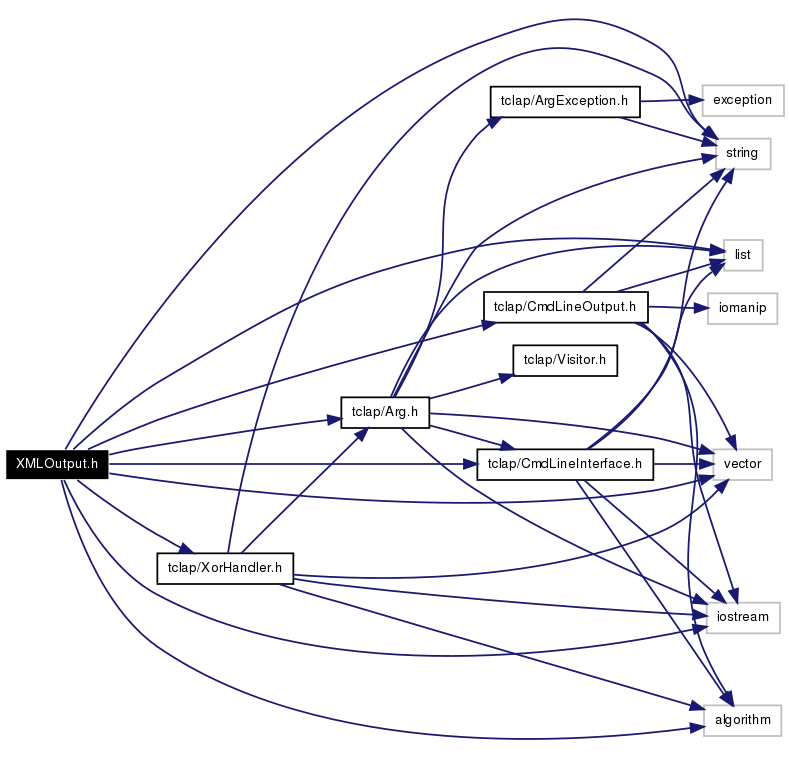 tclap/ArgException.h
exception
string
list
tclap/CmdLineOutput.h
iomanip
tclap/Visitor.h
tclap/Arg.h
XMLOutput.h
tclap/CmdLineInterface.h
vector
tclap/XorHandler.h
iostream
algorithm